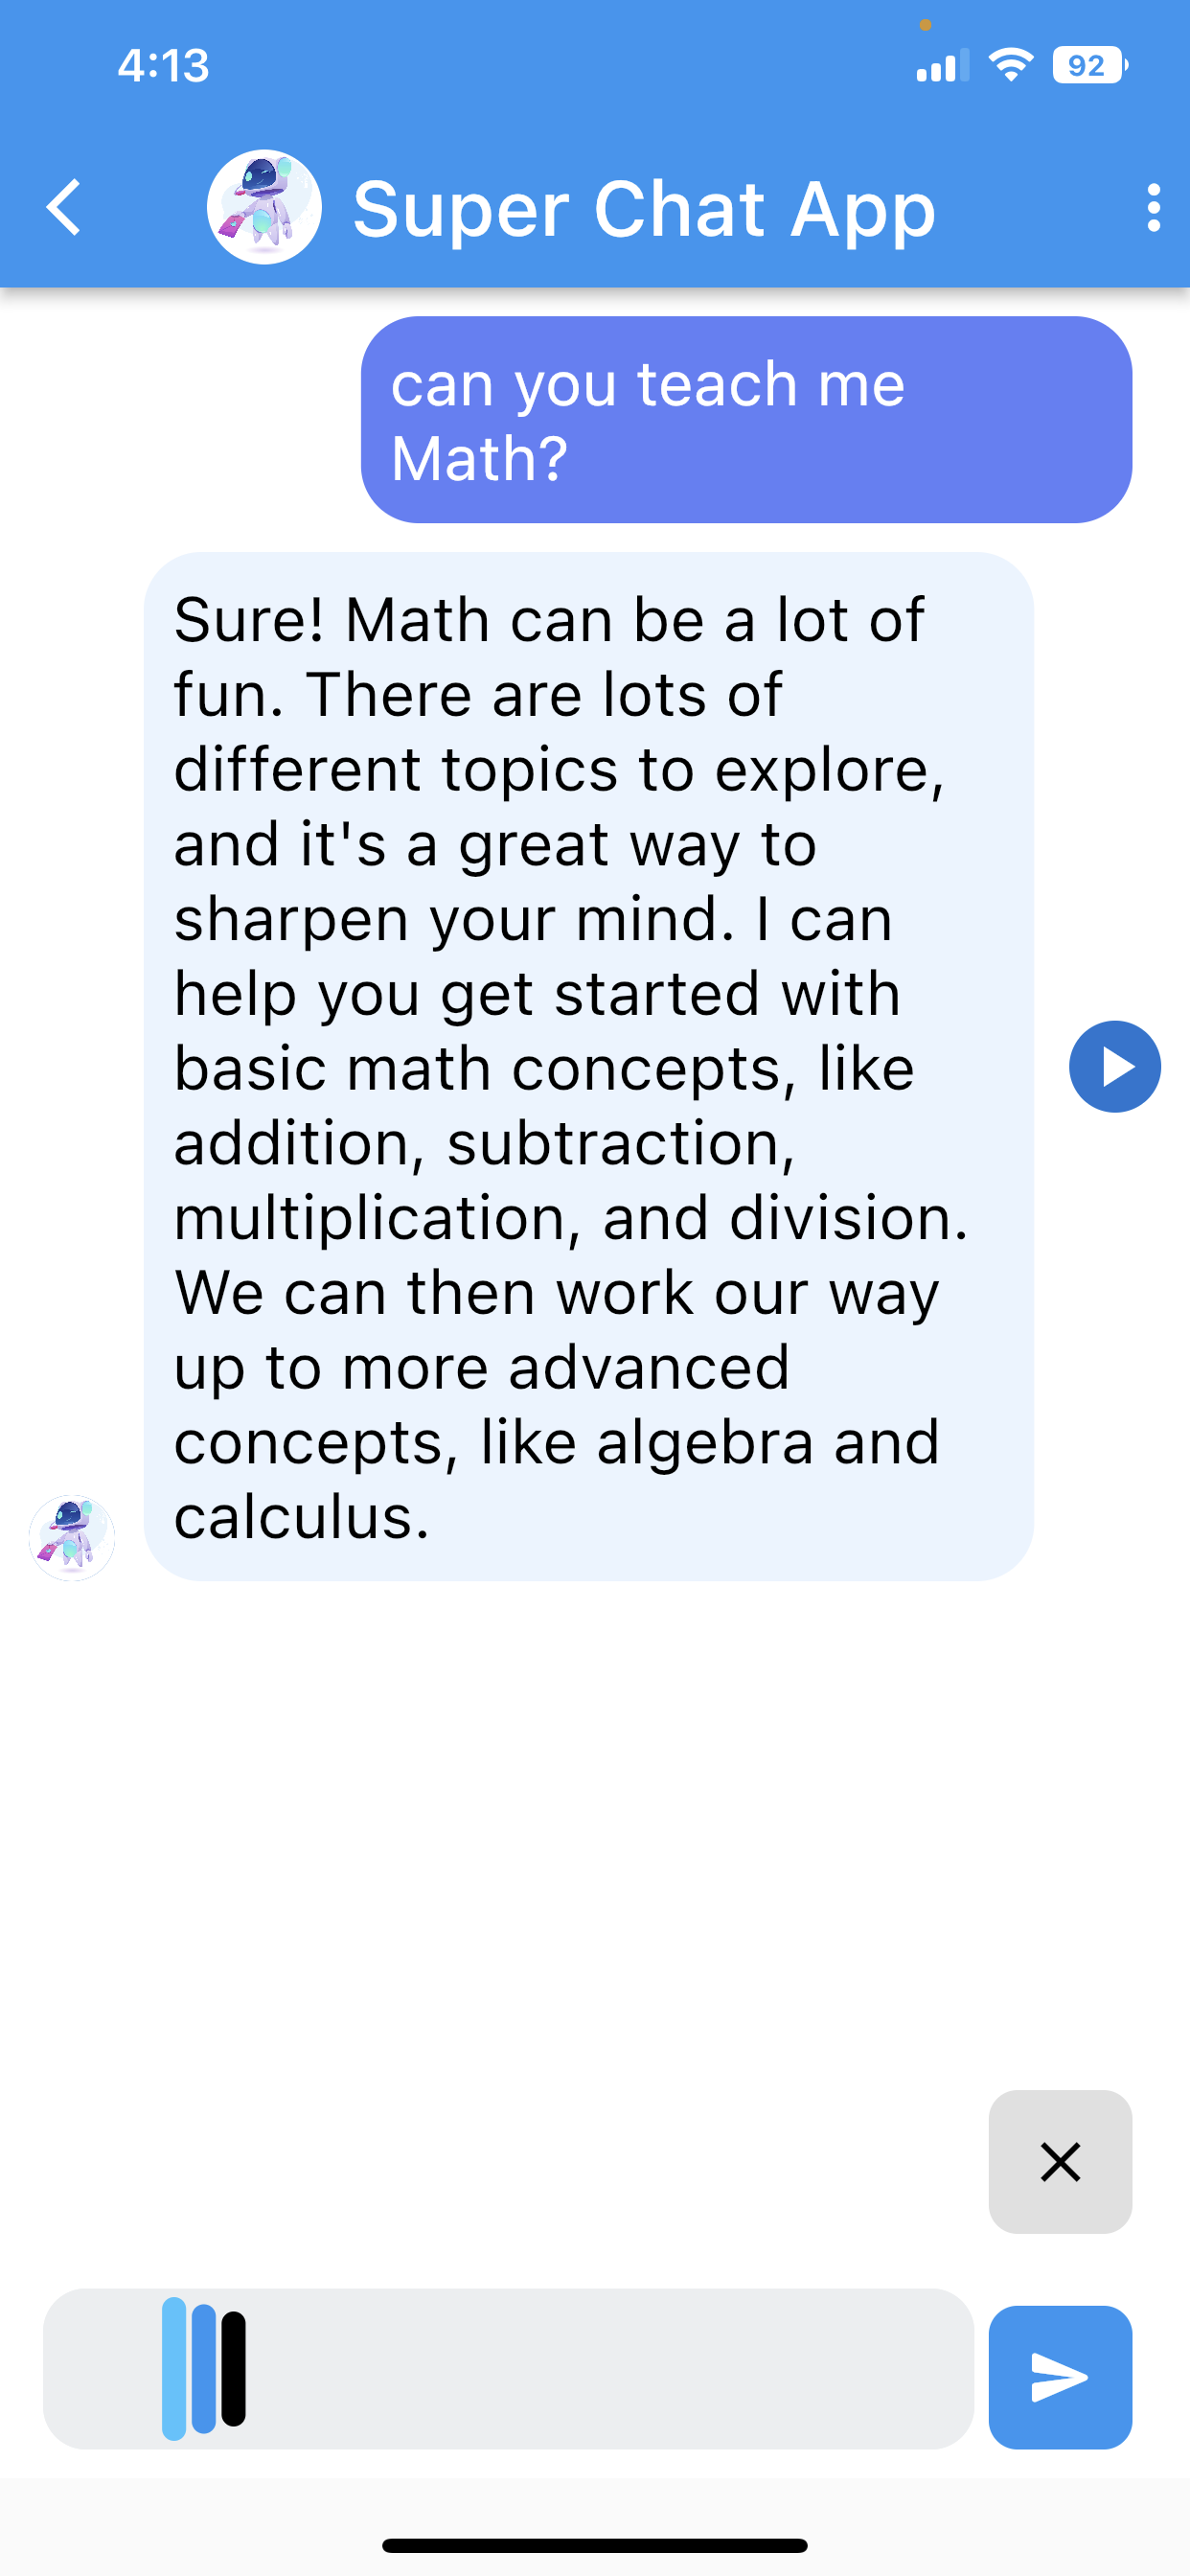 4:13
92
Super Chat App
can you teach me
Math?
Sure! Math can be a lot of
fun. There are lots of
different topics to explore,
and it's a great way to
sharpen your mind. I can
help you get started with
basic math concepts, like
addition, subtraction,
multiplication, and division.
We can then work our way
up to more advanced
concepts, like algebra and
calculus.